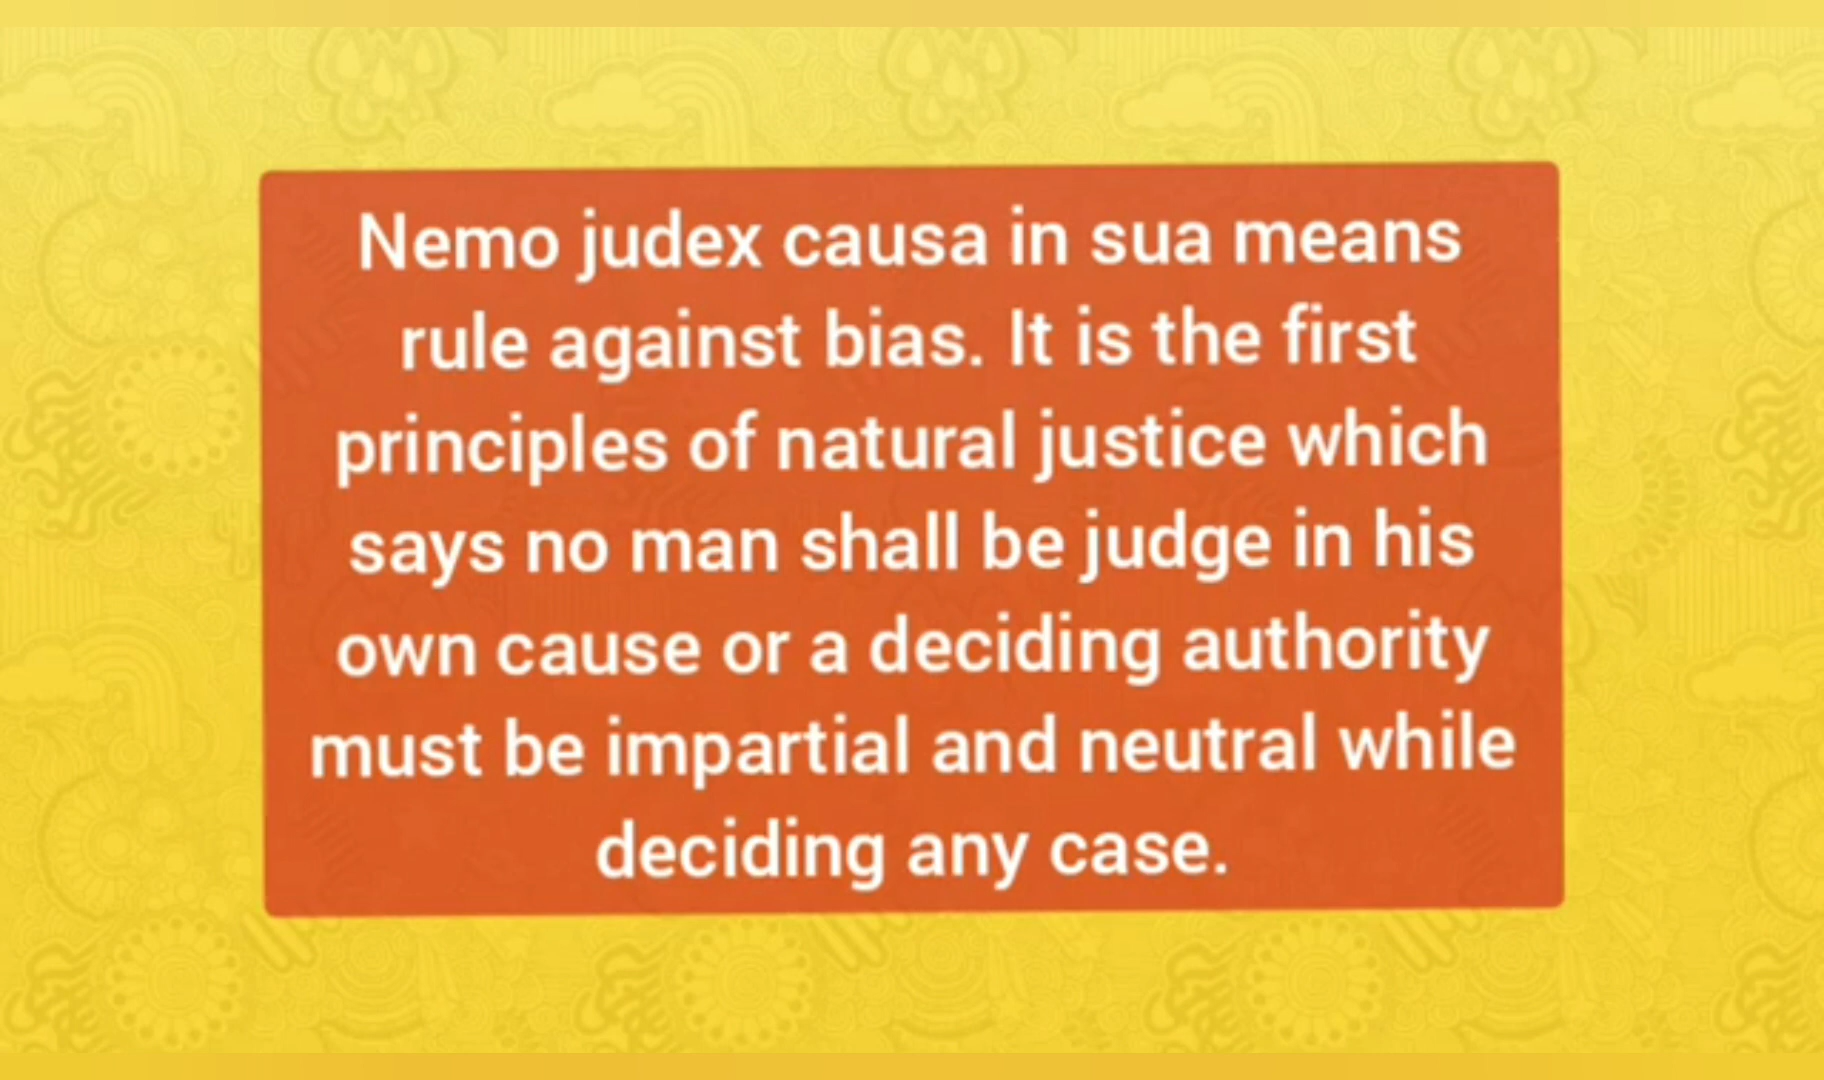 Nemo judex causa in sua means
rule against bias. It is the first
principles of natural justice which
says no man shall be judge in his
own cause or a deciding authority
must be impartial and neutral while
deciding any case.